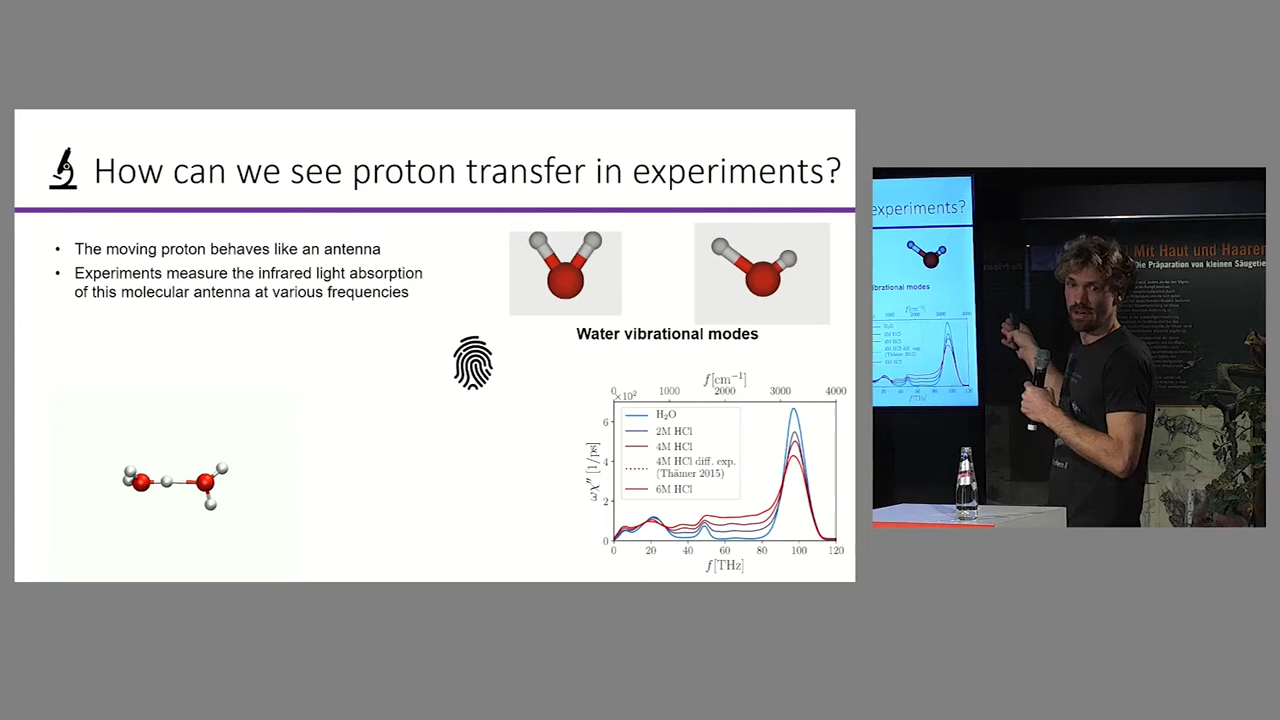 How can we see proton transfer in experiments?
• The moving proton behaves like an antenna
• Experiments measure the infrared light absorption
of this molecular antenna at various frequencies
Water vibrational modes
f[cm⁻¹]
0 1000 2000 3000 4000
×10²
6
4
2
0
ωχ″ [1/ps]
H₂O
2M HCl
4M HCl
4M HCl diff. exp.
(Thämer 2015)
6M HCl
0 20 40 60 80 100 120
f[THz]
experiments?
vibrational modes
Mit Haut und Haaren
Die Präparation von kleinen Säugetie